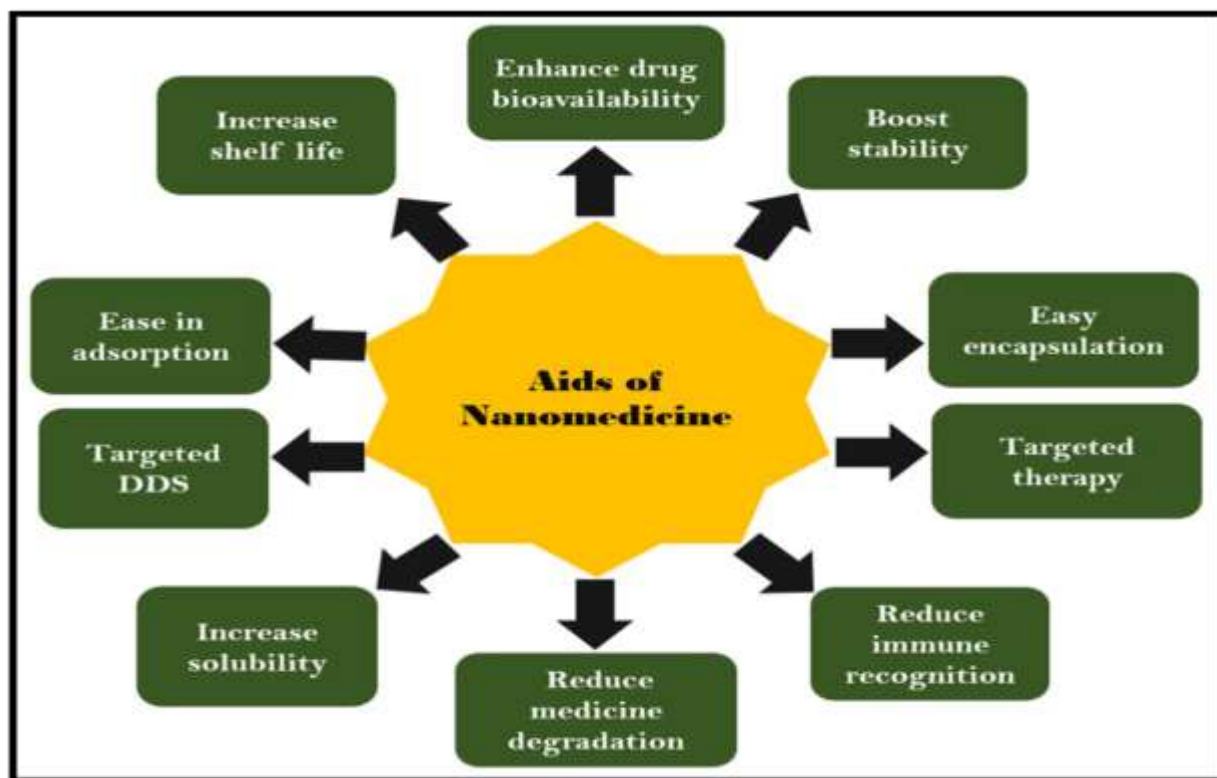 Enhance drug
bioavailability
Increase
shelf life
Boost
stability
Ease in
adsorption
Easy
encapsulation
Aids of
Nanomedicine
Targeted
DDS
Targeted
therapy
Increase
solubility
Reduce
immune
recognition
Reduce
medicine
degradation